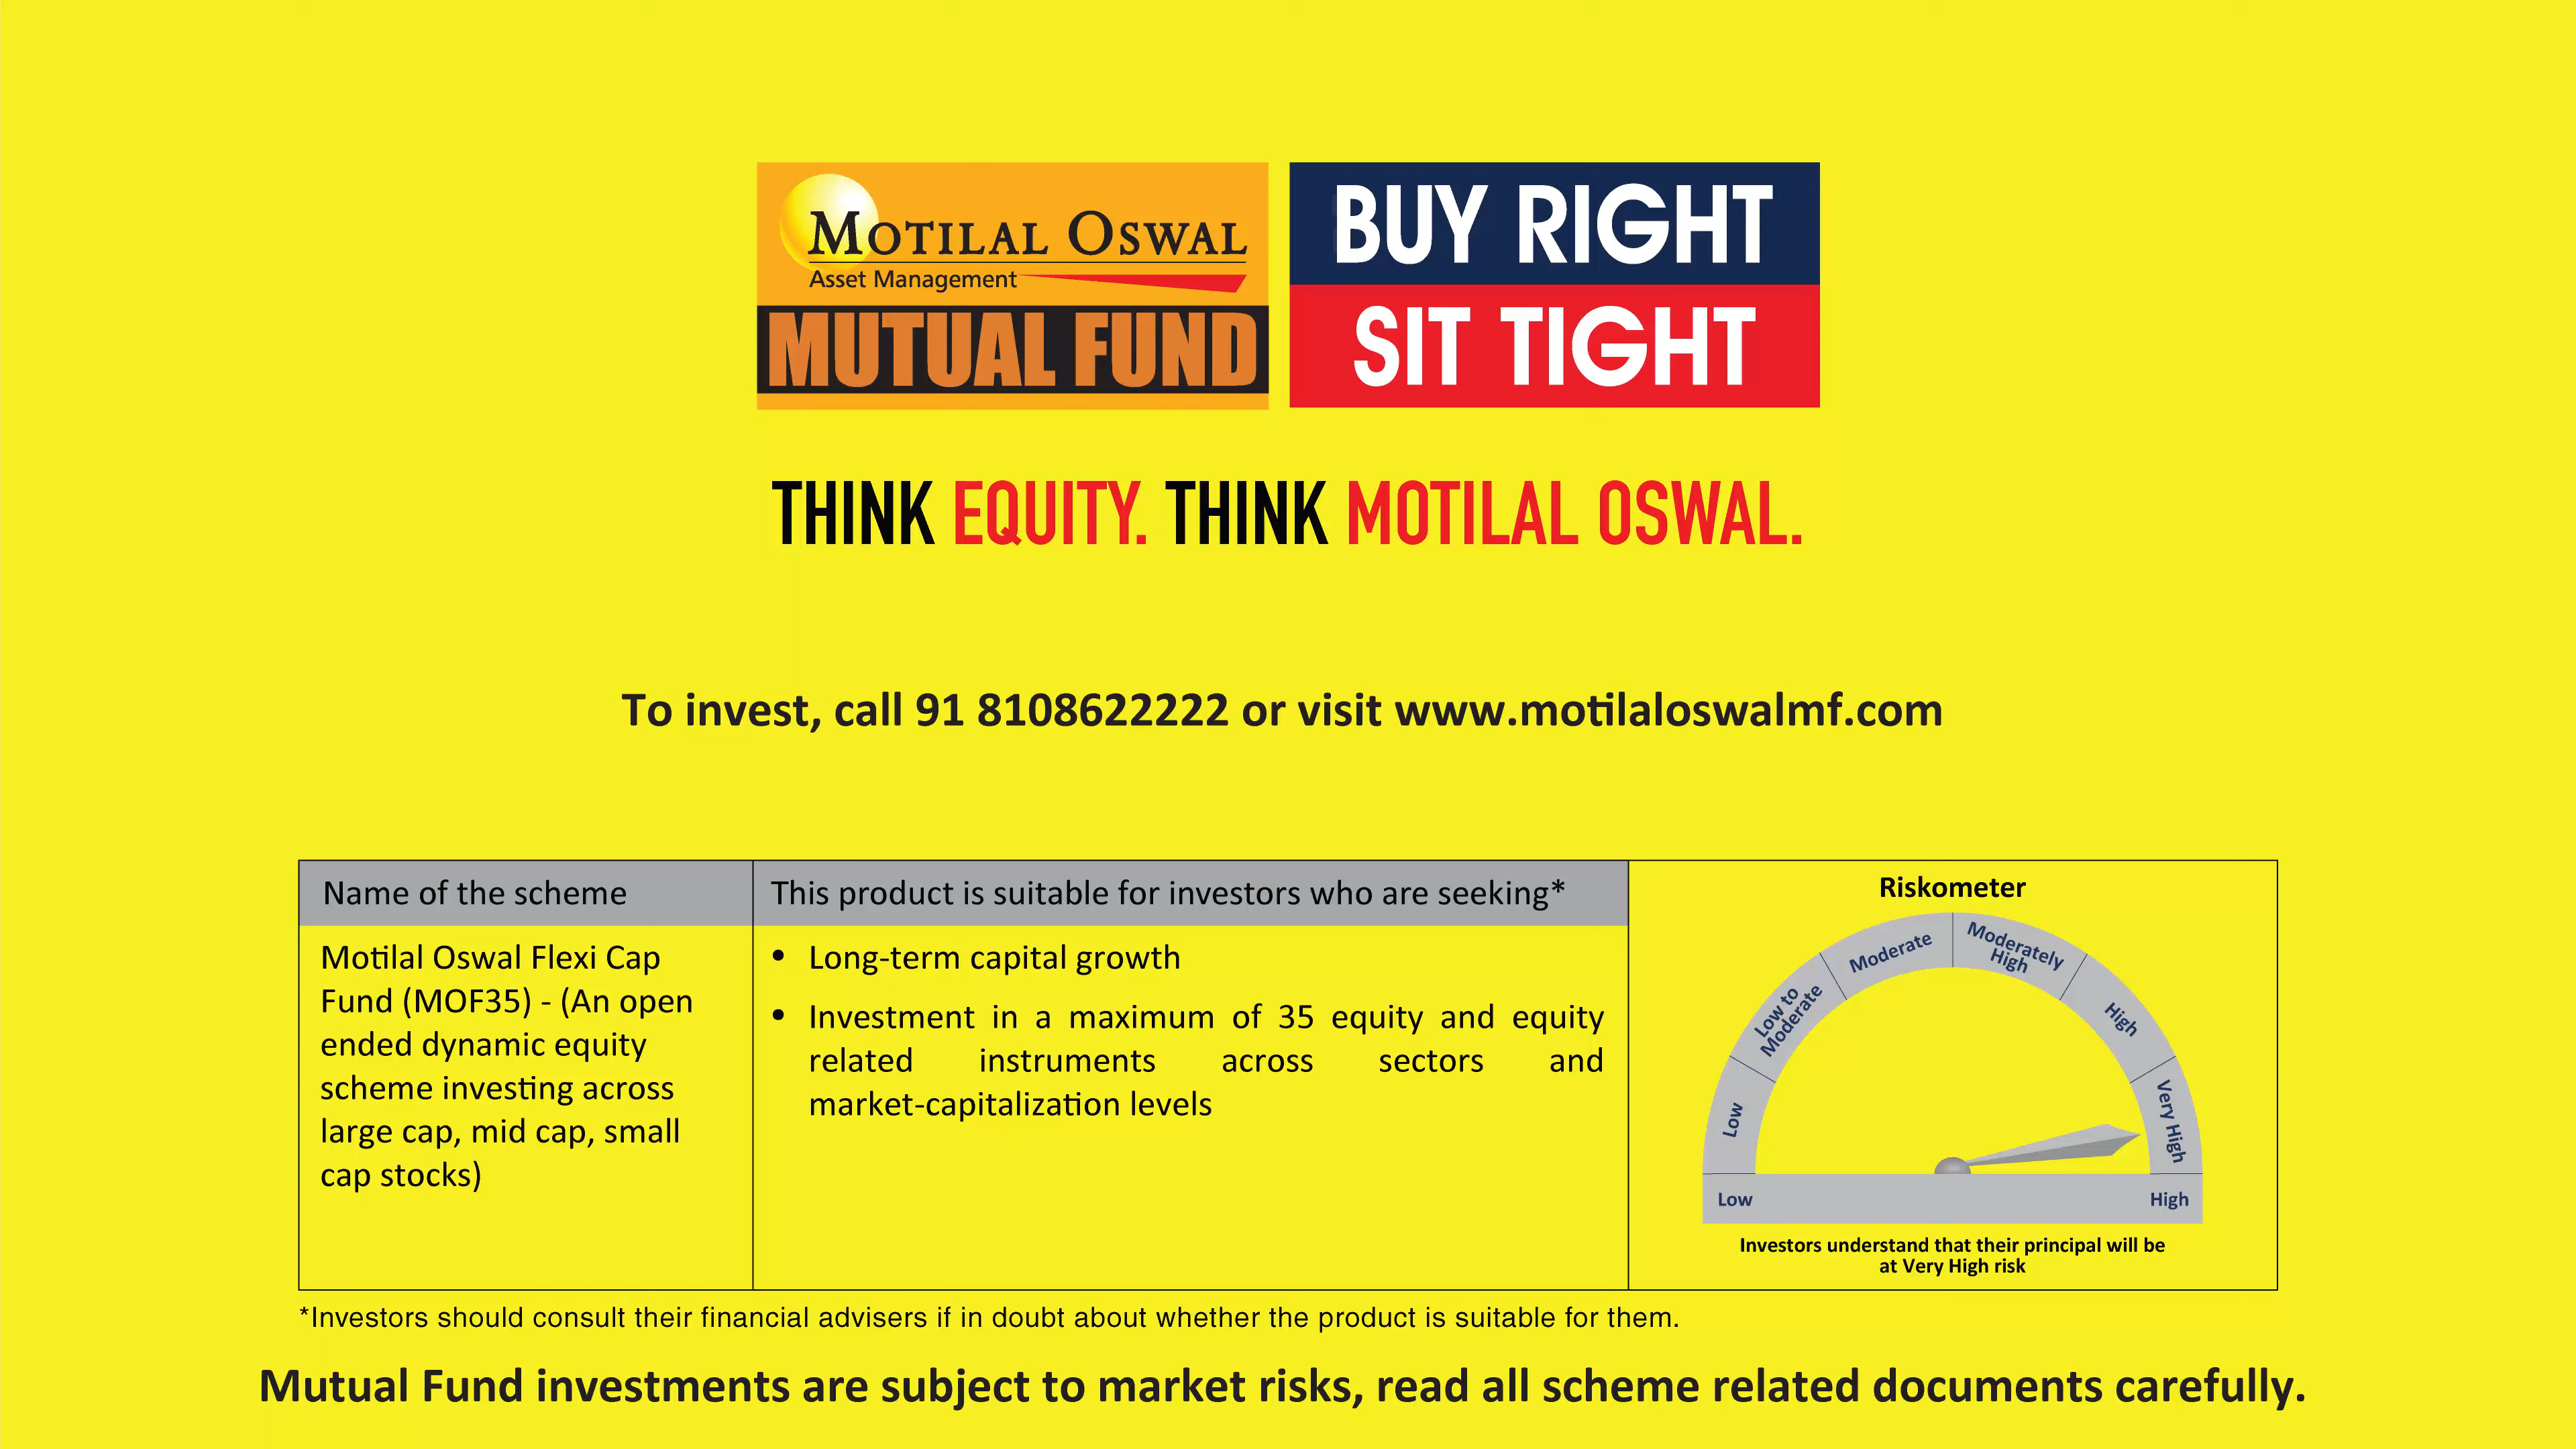 MOTILAL OSWAL
Asset Management
MUTUAL FUND
BUY RIGHT
SIT TIGHT
THINK EQUITY. THINK MOTILAL OSWAL.
To invest, call 91 8108622222 or visit www.motilaloswalmf.com
Name of the scheme
Motilal Oswal Flexi Cap
Fund (MOF35) - (An open
ended dynamic equity
scheme investing across
large cap, mid cap, small
cap stocks)
This product is suitable for investors who are seeking*
• Long-term capital growth
• Investment in a maximum of 35 equity and equity
related instruments across sectors and
market-capitalization levels
Riskometer
Low
Low to
Moderate
Moderate
Moderately
High
High
Very High
Low
High
Investors understand that their principal will be
at Very High risk
*Investors should consult their financial advisers if in doubt about whether the product is suitable for them.
Mutual Fund investments are subject to market risks, read all scheme related documents carefully.